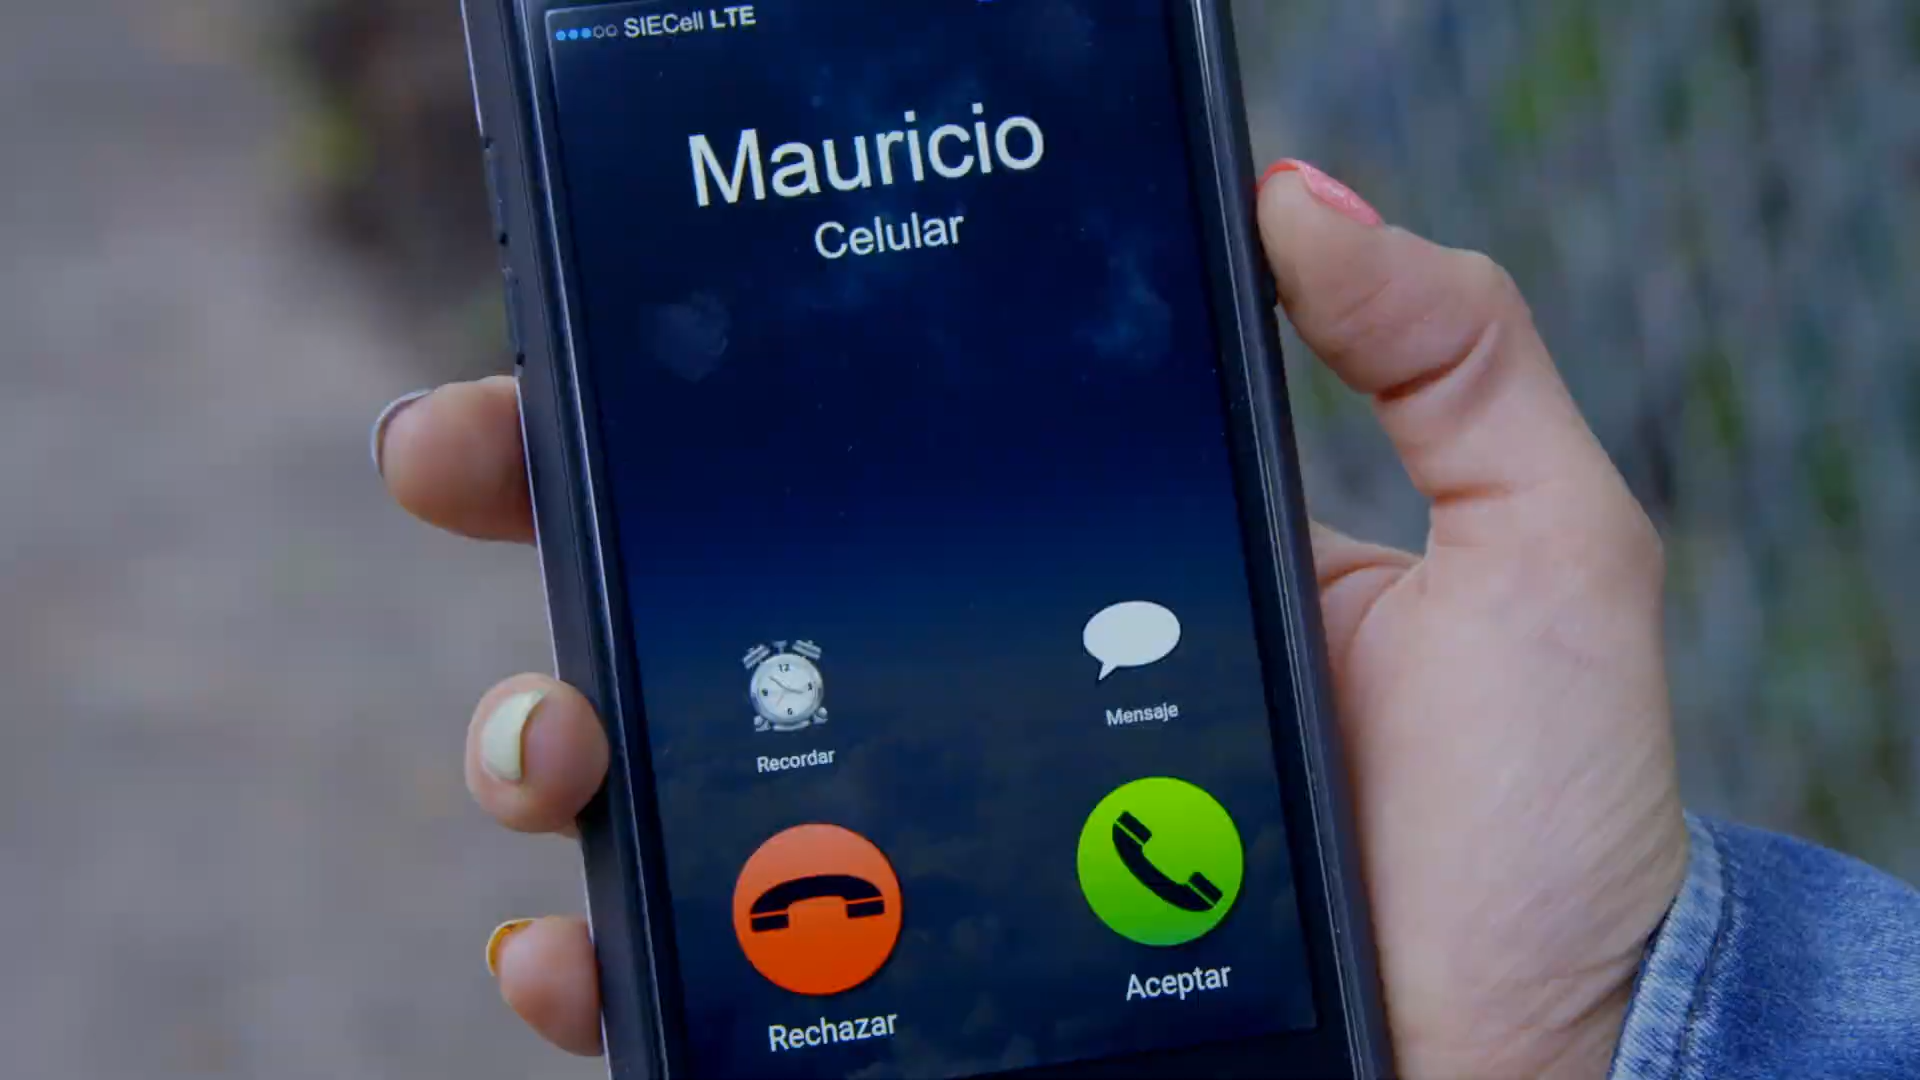 SIECell LTE
Mauricio
Celular
Mensaje
Recordar
Aceptar
Rechazar